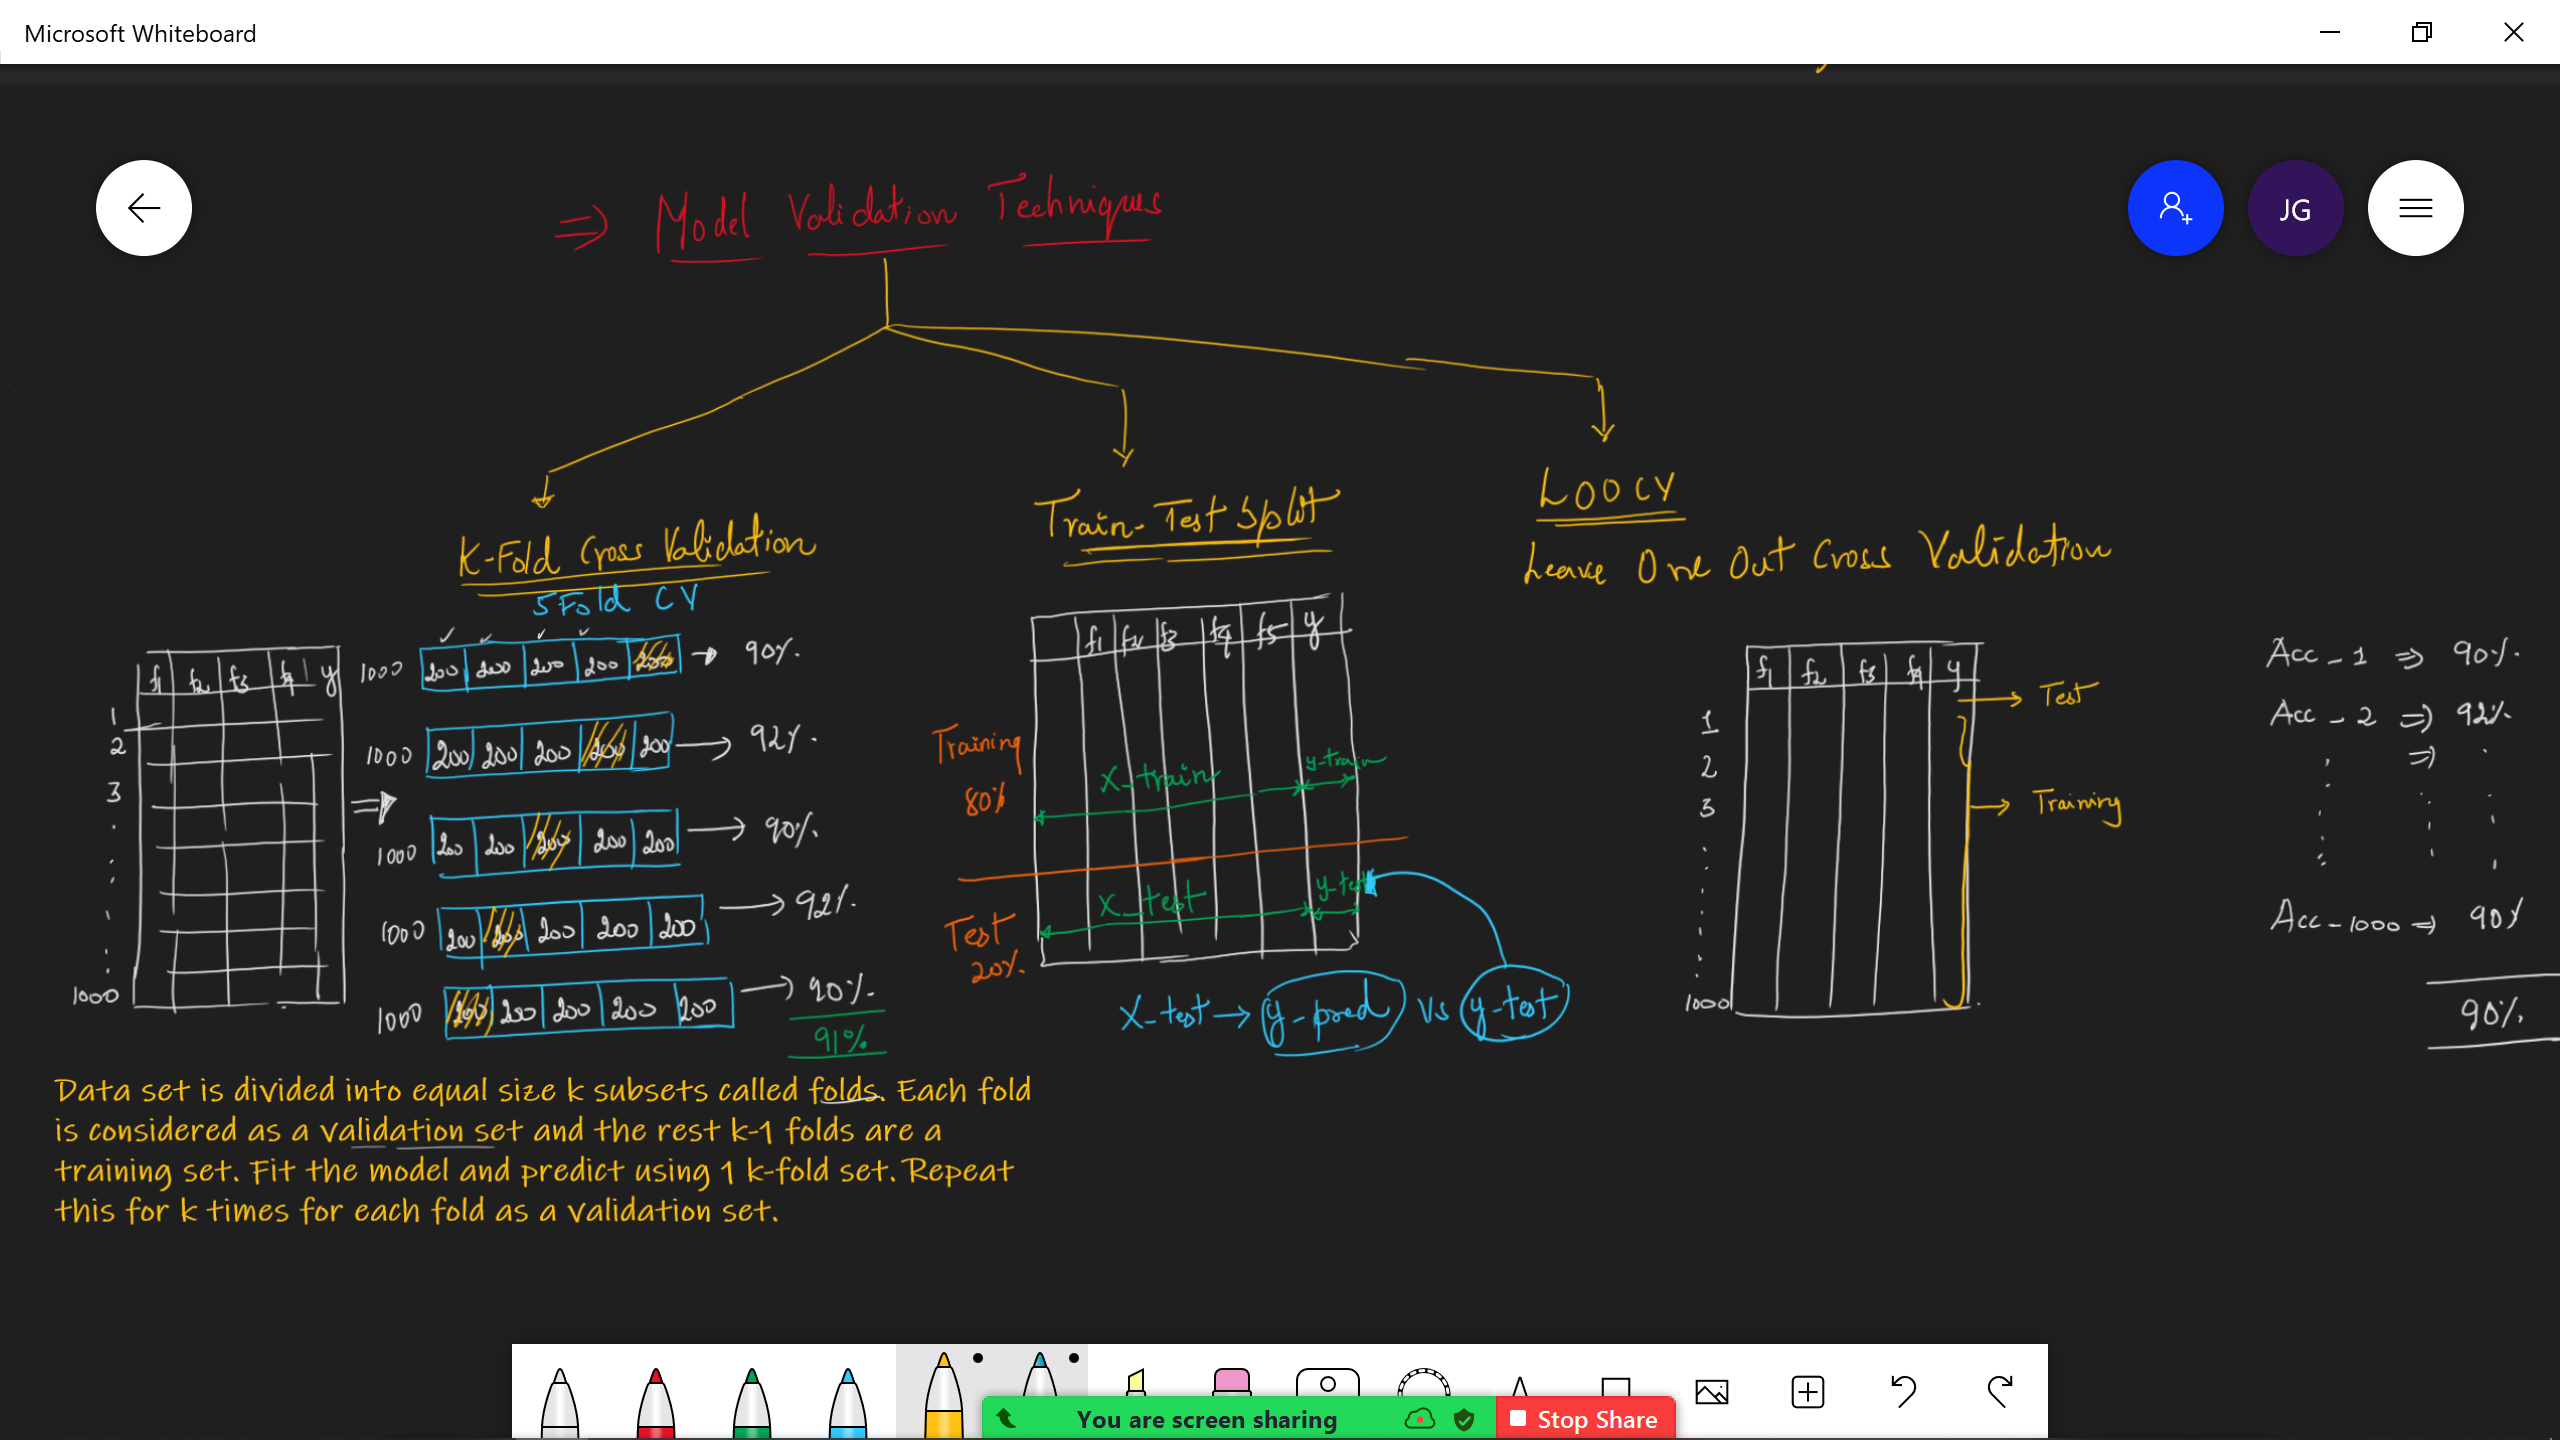 Microsoft Whiteboard
JG
⇒ Model Validation Techniques
K-Fold Cross Validation
5 Fold CV
f1 f2 f3 f4 y
1
2
3
1000
1000 200 200 200 200 200 → 90%.
1000 200 200 200 200 200 → 92%.
1000 200 200 200 200 200 → 90%.
1000 200 200 200 200 200 → 92%.
1000 200 200 200 200 200 → 90%.
91%
Data set is divided into equal size k subsets called folds. Each fold
is considered as a validation set and the rest k-1 folds are a
training set. Fit the model and predict using 1 k-fold set. Repeat
this for k times for each fold as a validation set.
Train-Test Split
f1 f2 f3 f4 f5 y
Training
80%
X_train y-train
Test
20%.
X_test y-test
X_test → y-pred vs y-test
LOOCV
Leave One Out Cross Validation
f1 f2 f3 f4 y
→ Test
1
2
3
→ Training
1000
Acc-1 ⇒ 90%.
Acc-2 ⇒ 92%.
⇒
Acc-1000 ⇒ 90%
90%.
You are screen sharing
Stop Share